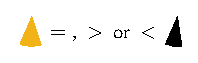 = , > or <